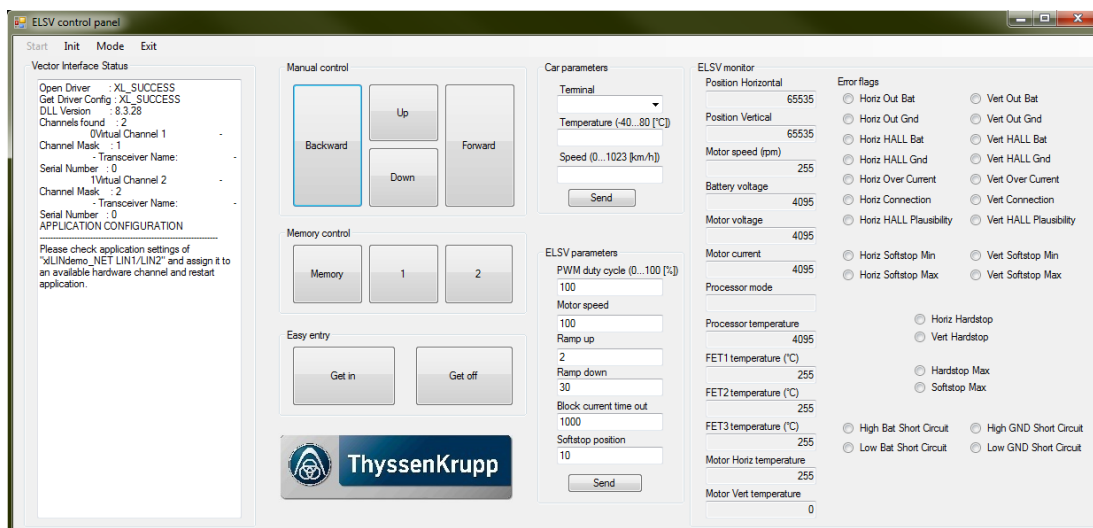 ELSV control panel
Start Init Mode Exit
Vector Interface Status
Open Driver : XL_SUCCESS
Get Driver Config : XL_SUCCESS
DLL Version : 8.3.28
Channels found : 2
0Virtual Channel 1 -
Channel Mask : 1
- Transceiver Name: -
Serial Number : 0
1Virtual Channel 2 -
Channel Mask : 2
- Transceiver Name: -
Serial Number : 0
APPLICATION CONFIGURATION
Please check application settings of
"xlLINdemo_NET LIN1/LIN2" and assign it to
an available hardware channel and restart
application.
Manual control
Backward
Up
Down
Forward
Memory control
Memory
1
2
Easy entry
Get in
Get off
ThyssenKrupp
Car parameters
Terminal
Temperature (-40...80 [°C])
Speed (0...1023 [km/h])
Send
ELSV parameters
PWM duty cycle (0...100 [%])
100
Motor speed
100
Ramp up
2
Ramp down
30
Block current time out
1000
Softstop position
10
Send
ELSV monitor
Position Horizontal
65535
Position Vertical
65535
Motor speed (rpm)
255
Battery voltage
4095
Motor voltage
4095
Motor current
4095
Processor mode
Processor temperature
4095
FET1 temperature (°C)
255
FET2 temperature (°C)
255
FET3 temperature (°C)
255
Motor Horiz temperature
255
Motor Vert temperature
0
Error flags
Horiz Out Bat
Vert Out Bat
Horiz Out Gnd
Vert Out Gnd
Horiz HALL Bat
Vert HALL Bat
Horiz HALL Gnd
Vert HALL Gnd
Horiz Over Current
Vert Over Current
Horiz Connection
Vert Connection
Horiz HALL Plausibility
Vert HALL Plausibility
Horiz Softstop Min
Vert Softstop Min
Horiz Softstop Max
Vert Softstop Max
Horiz Hardstop
Vert Hardstop
Hardstop Max
Softstop Max
High Bat Short Circuit
High GND Short Circuit
Low Bat Short Circuit
Low GND Short Circuit